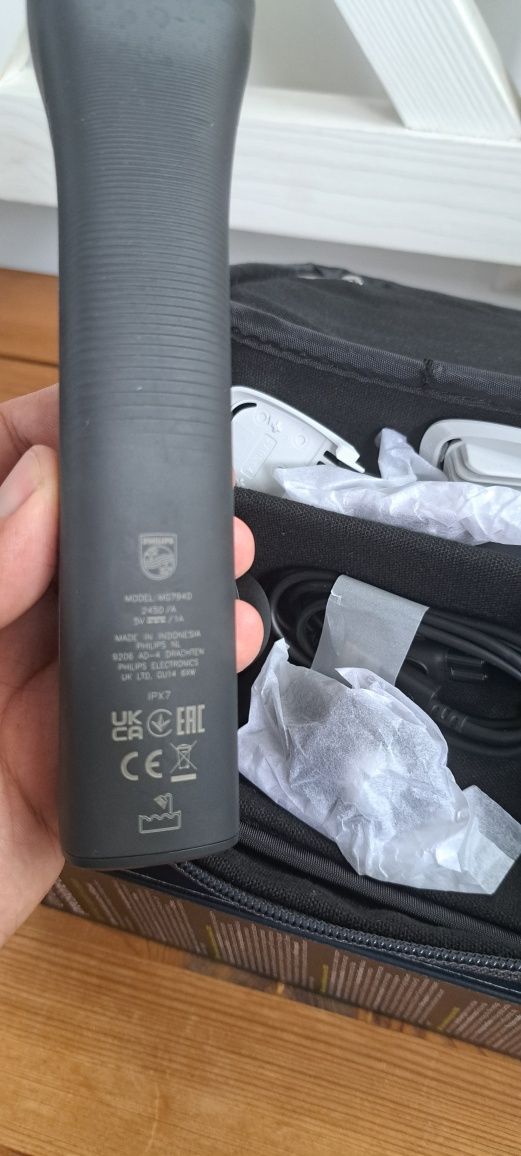 PHILIPS
MODEL: MG7940
2450 /A
5V ⎓ / 1A
MADE IN INDONESIA
PHILIPS NL
9206 AD-4 DRACHTEN
PHILIPS ELECTRONICS
UK LTD, GU14 6XW
IPX7
UK
CA
EAC
CE